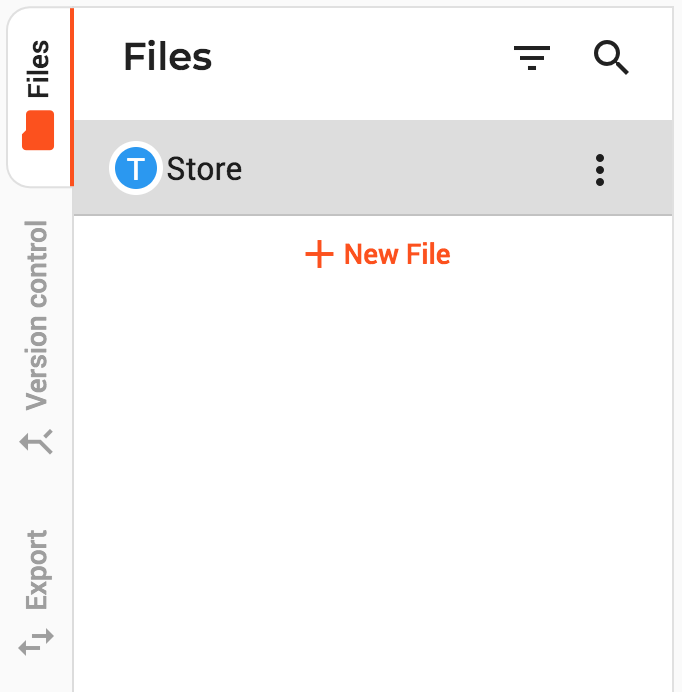 Files
Version control
Export
Files
T Store
New File